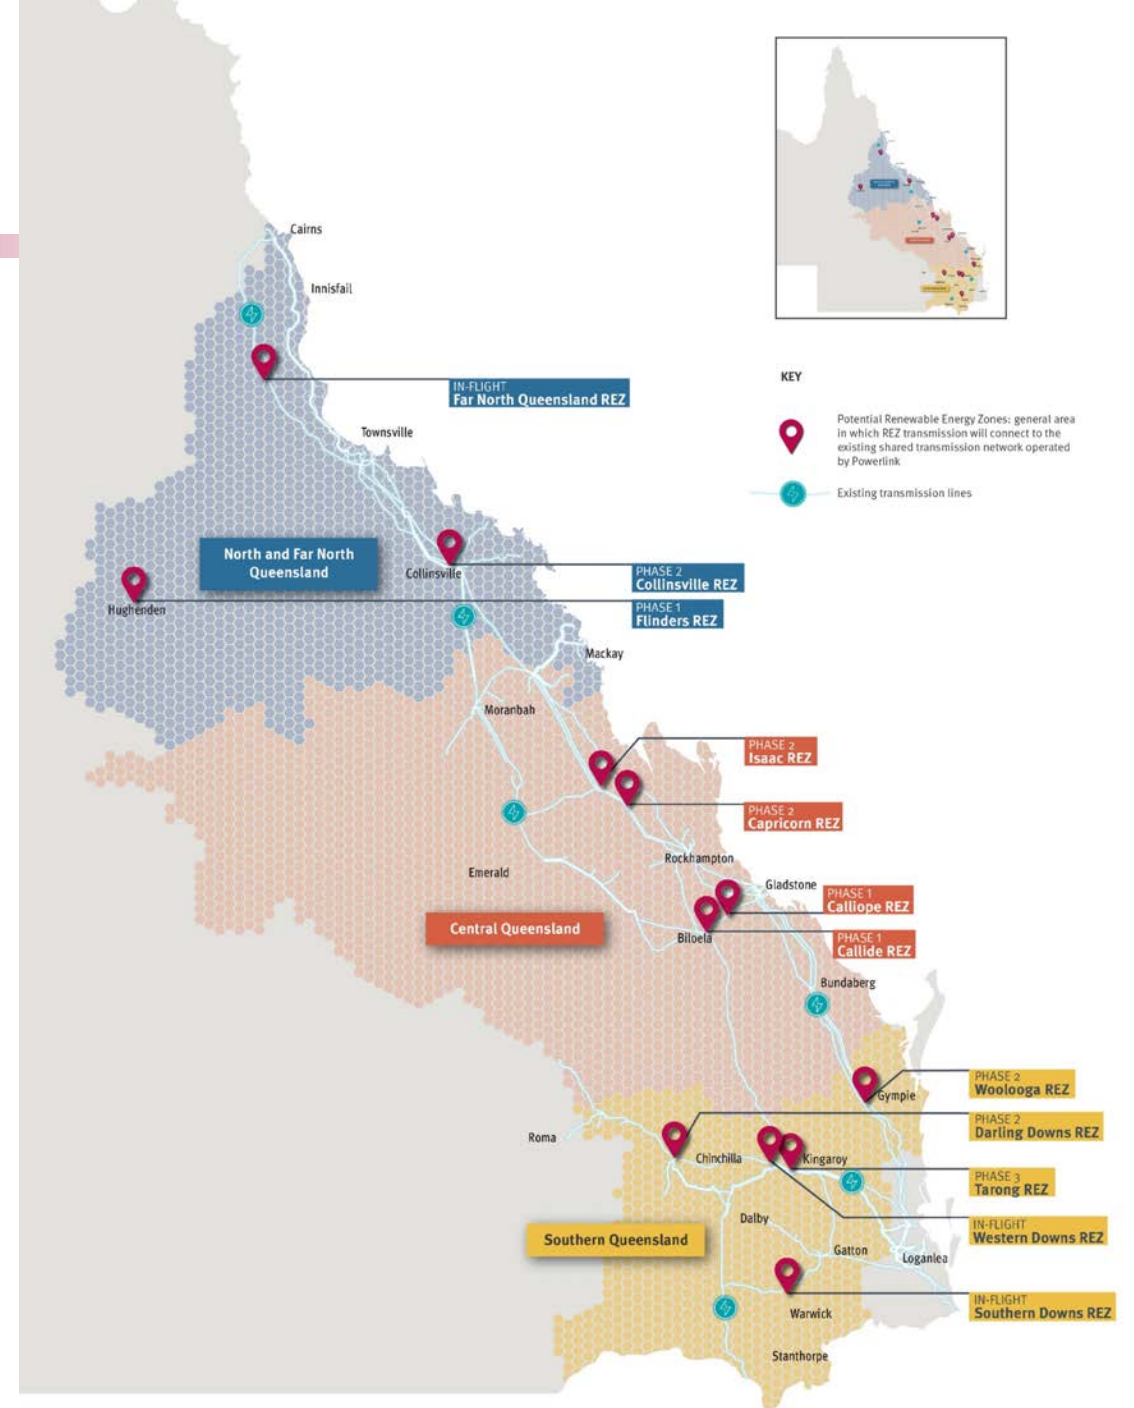 Cairns
Innisfail
IN-FLIGHT
Far North Queensland REZ
Townsville
North and Far North
Queensland
Collinsville
PHASE 2
Collinsville REZ
Hughenden
PHASE 1
Flinders REZ
Mackay
Moranbah
PHASE 2
Isaac REZ
PHASE 2
Capricorn REZ
Rockhampton
Emerald
Gladstone
PHASE 1
Calliope REZ
Central Queensland
Biloela
PHASE 1
Callide REZ
Bundaberg
PHASE 2
Woolooga REZ
Gympie
PHASE 2
Darling Downs REZ
Roma
Chinchilla
Kingaroy
PHASE 3
Tarong REZ
Dalby
IN-FLIGHT
Western Downs REZ
Southern Queensland
Gatton
Loganlea
IN-FLIGHT
Southern Downs REZ
Warwick
Stanthorpe
KEY
Potential Renewable Energy Zones: general area
in which REZ transmission will connect to the
existing shared transmission network operated
by Powerlink
Existing transmission lines